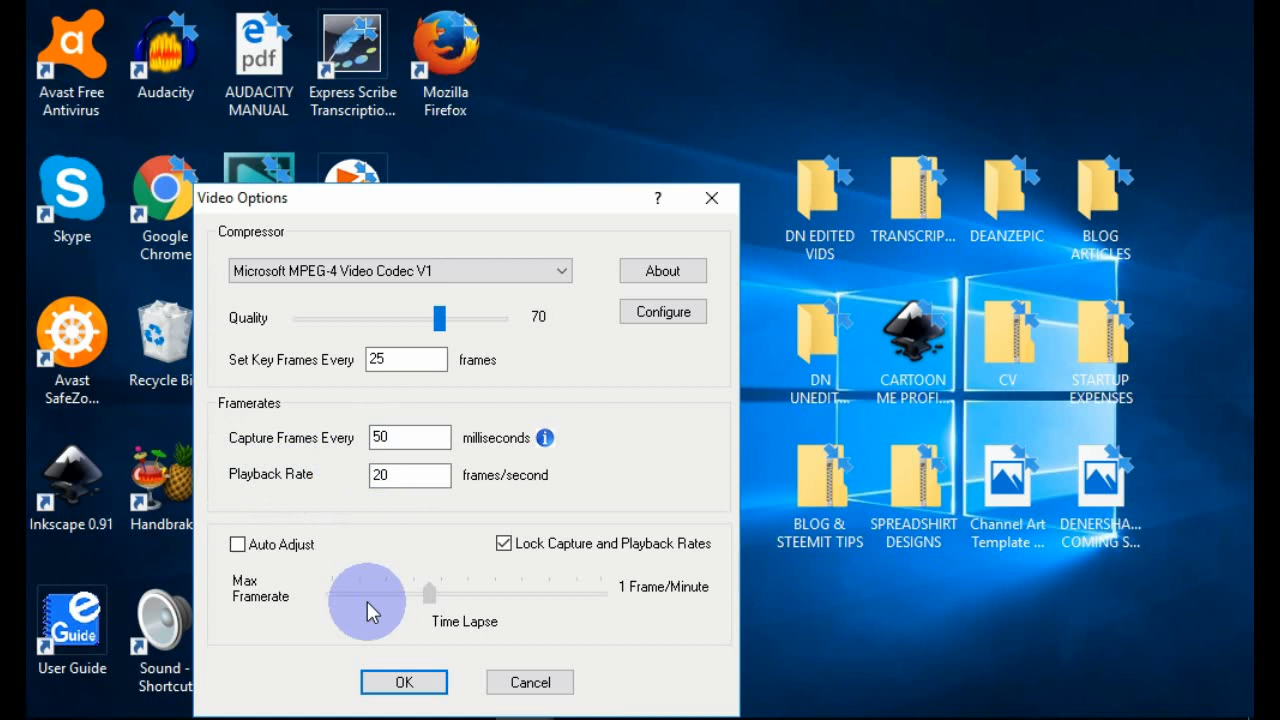 Avast Free
Antivirus
Audacity
AUDACITY
MANUAL
Express Scribe
Transcriptio...
Mozilla
Firefox
pdf
Skype
Google
Chrome
DN EDITED
VIDS
TRANSCRIP...
DEANZEPIC
BLOG
ARTICLES
Avast
SafeZo...
Recycle Bi
DN
UNEDIT...
CARTOON
ME PROFI...
CV
STARTUP
EXPENSES
Inkscape 0.91
Handbrak
BLOG &
STEEMIT TIPS
SPREADSHIRT
DESIGNS
Channel Art
Template ...
DENERSHA...
COMING S...
Guide
User Guide
Sound -
Shortcut
Video Options
?
Compressor
Microsoft MPEG-4 Video Codec V1
About
Quality
70
Configure
Set Key Frames Every
25
frames
Framerates
Capture Frames Every
50
milliseconds
Playback Rate
20
frames/second
Auto Adjust
Lock Capture and Playback Rates
Max
Framerate
1 Frame/Minute
Time Lapse
OK
Cancel